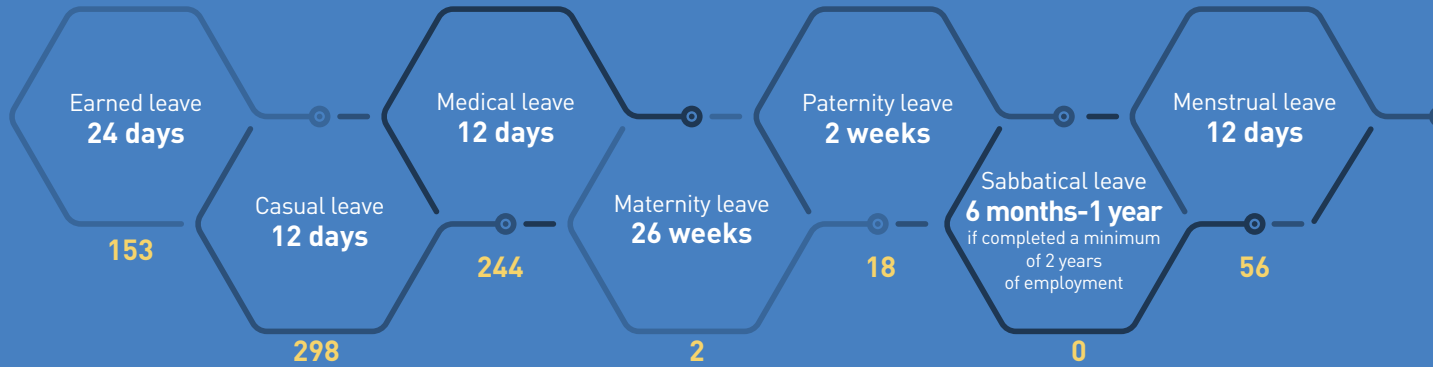 Earned leave
24 days
153
Casual leave
12 days
298
Medical leave
12 days
244
Maternity leave
26 weeks
2
Paternity leave
2 weeks
18
Sabbatical leave
6 months-1 year
if completed a minimum
of 2 years
of employment
0
Menstrual leave
12 days
56